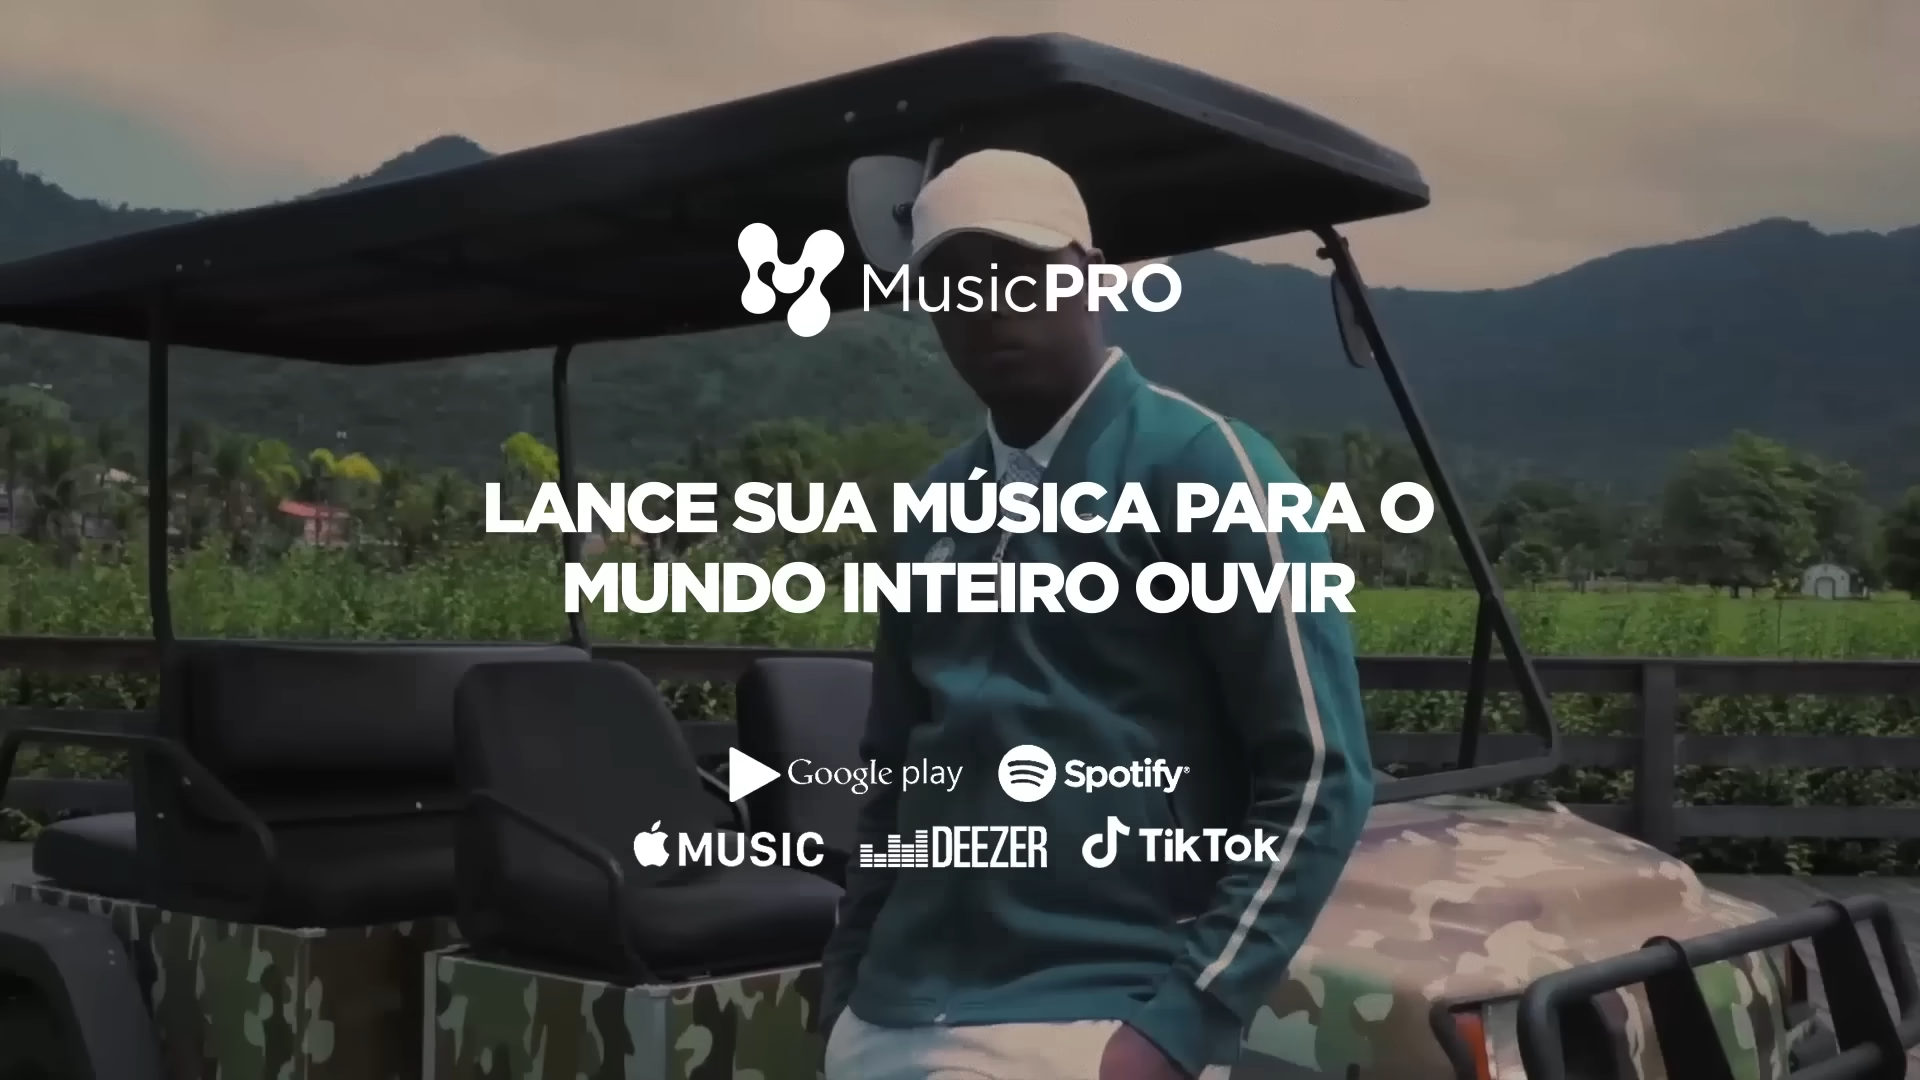 MusicPRO
LANCE SUA MÚSICA PARA O
MUNDO INTEIRO OUVIR
Google play Spotify
MUSIC DEEZER TikTok